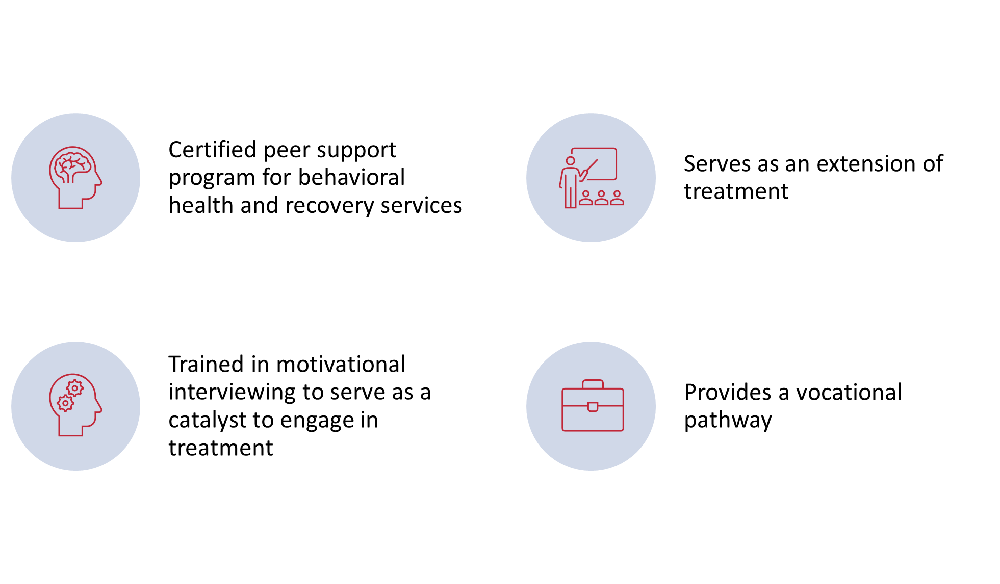 Certified peer support
program for behavioral
health and recovery services
Serves as an extension of
treatment
Trained in motivational
interviewing to serve as a
catalyst to engage in
treatment
Provides a vocational
pathway